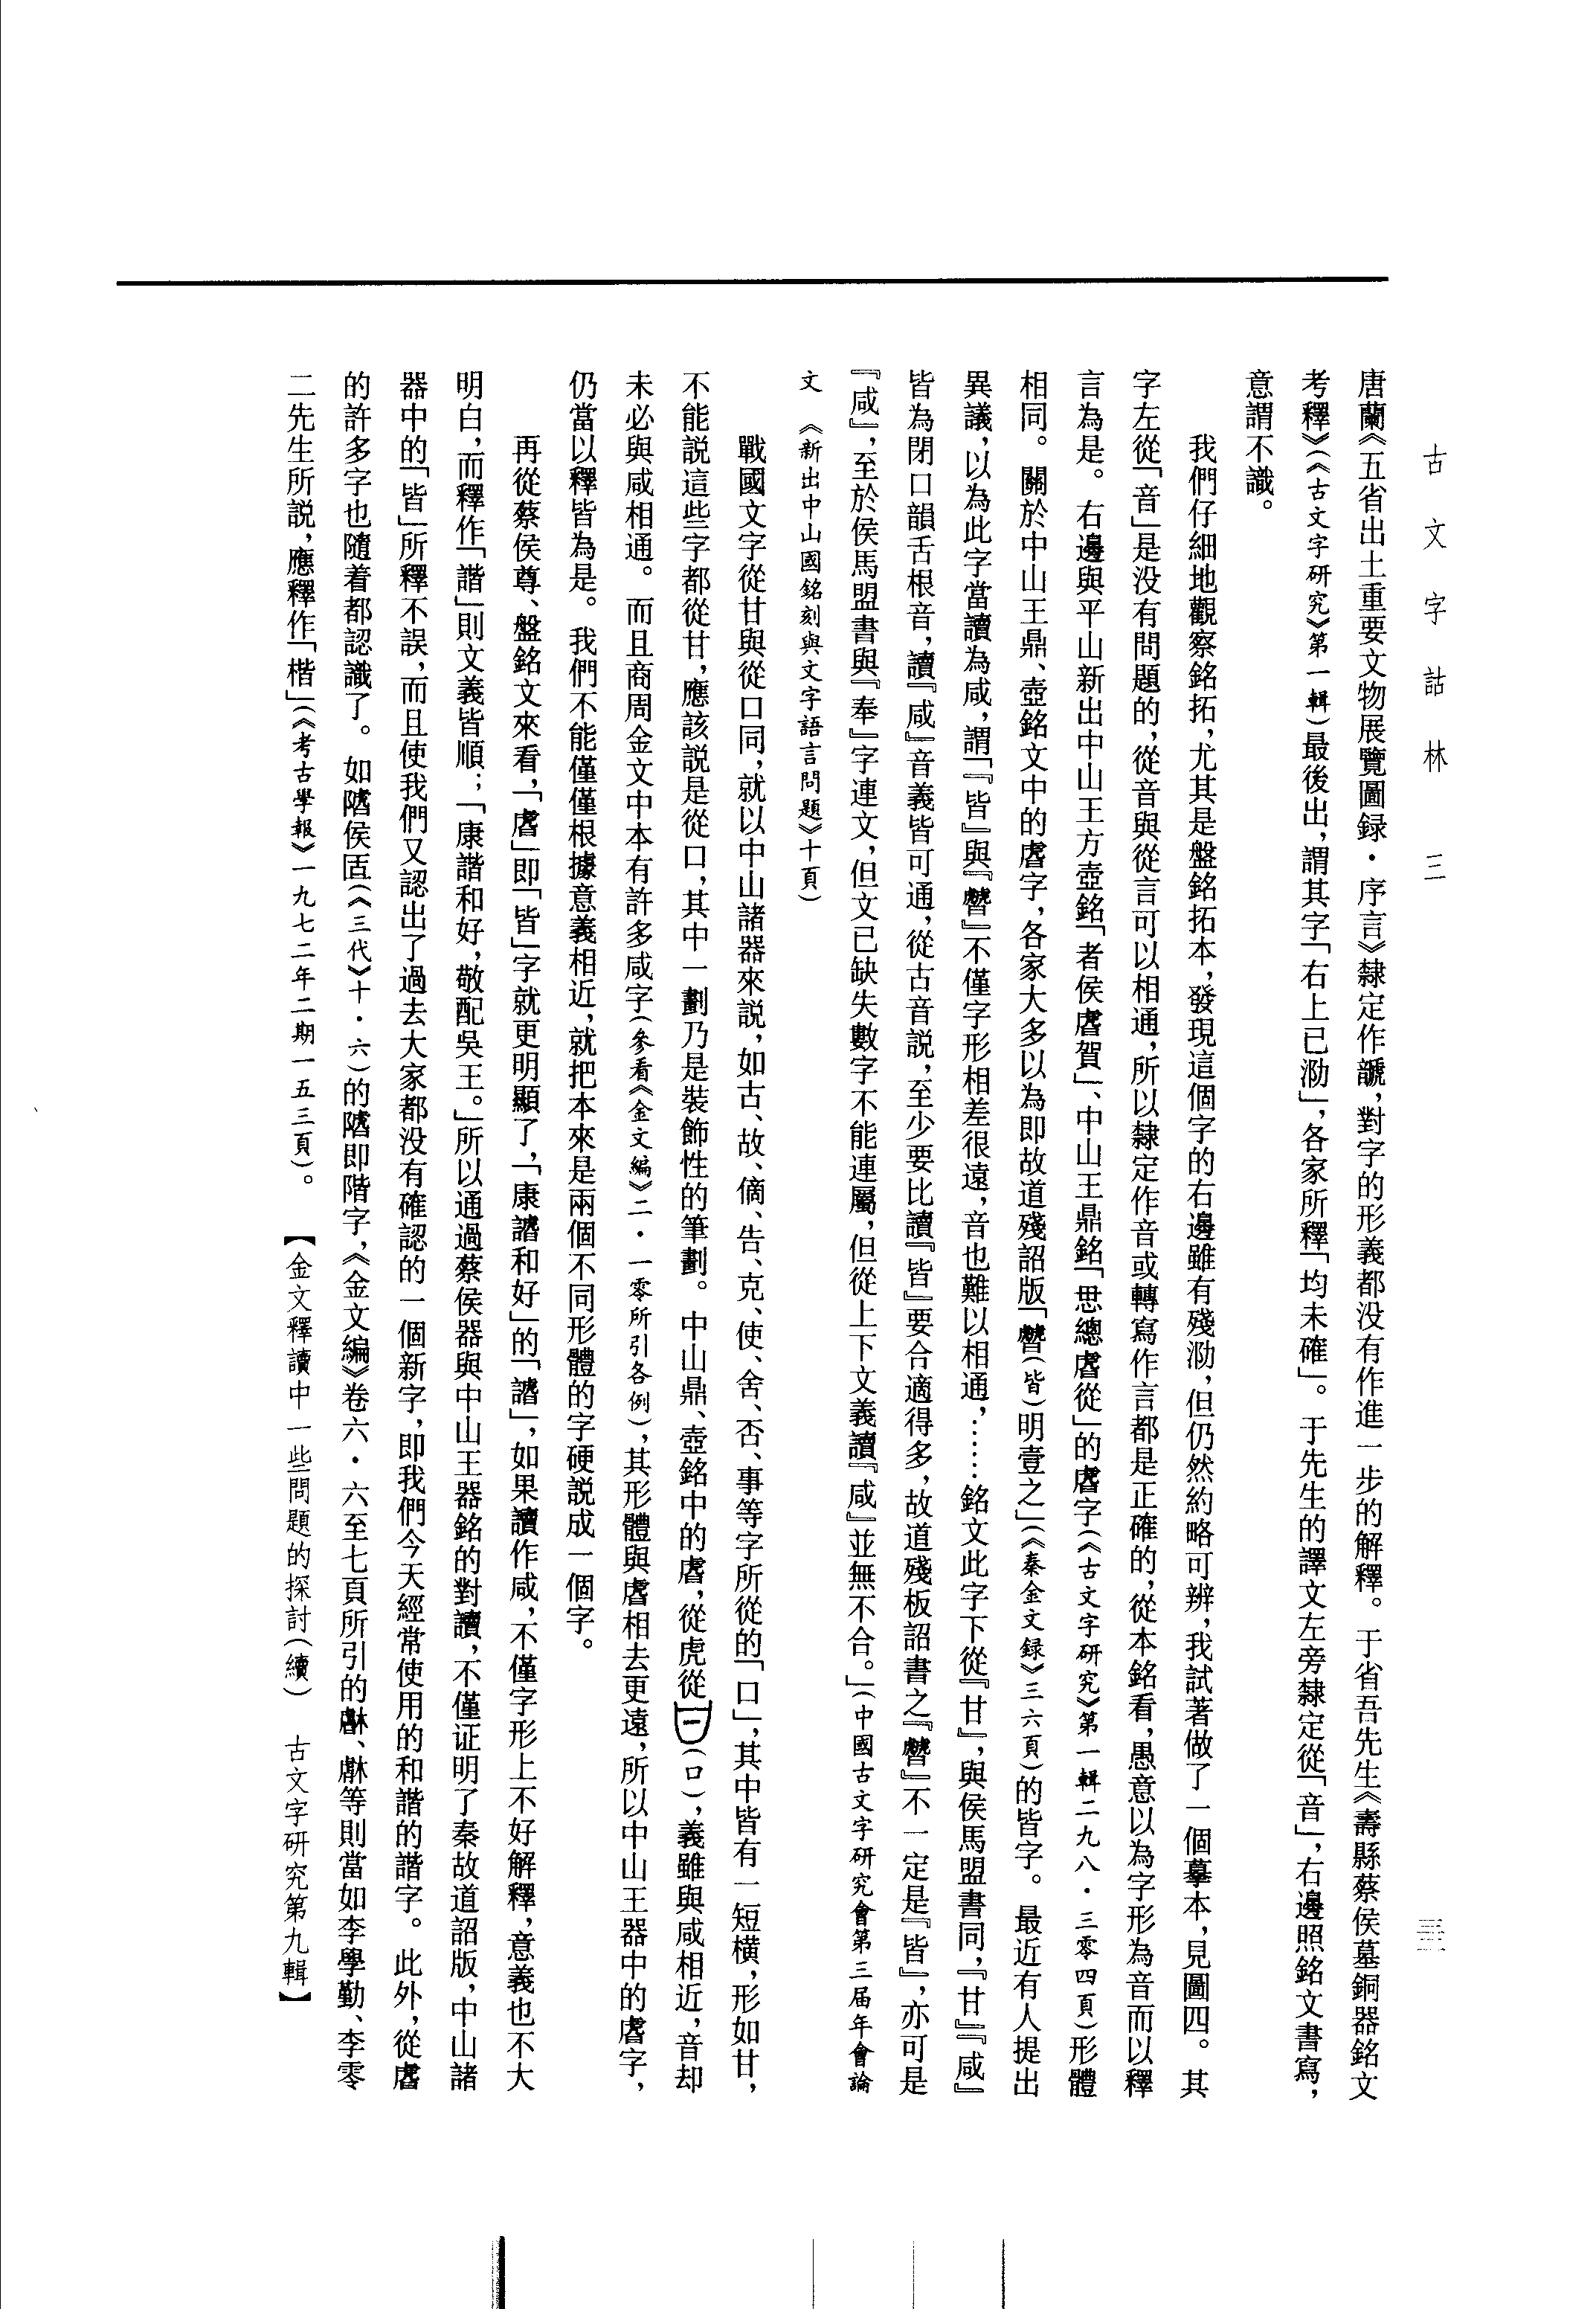 古文字詁林 三
唐蘭《五省出土重要文物展覽圖録·序言》隸定作，對字的形義都没有作進一步的解釋。于省吾先生《壽縣蔡侯墓銅器銘文
考釋》（《古文字研究》第一輯）最後出，謂其字「右上已泐」，各家所釋「均未確」。于先生的譯文左旁隸定從「音」，右邊照銘文書寫，
意謂不識。
我們仔細地觀察銘拓，尤其是盤銘拓本，發現這個字的右邊雖有殘泐，但仍然約略可辨，我試著做了一個摹本，見圖四。其
字左從「音」是没有問題的，從音與從言可以相通，所以隸定作音或轉寫作言都是正確的，從本銘看，愚意以為字形為音而以釋
言為是。右邊與平山新出中山王方壺銘「者侯賀」、中山王鼎銘「思總從」的字（《古文字研究》第一輯二九八·三零四頁）形體
相同。關於中山王鼎、壺銘文中的字，各家大多以為即故道殘詔版「（皆）明壹之」（《秦金文録》三六頁）的皆字。最近有人提出
異議，以為此字當讀為咸，謂「『皆』與『』不僅字形相差很遠，音也難以相通，……銘文此字下從『甘』，與侯馬盟書同，『甘』『咸』
皆為閉口韻舌根音，讀『咸』音義皆可通，從古音説，至少要比讀『皆』要合適得多，故道殘板詔書之『』不一定是『皆』，亦可是
『咸』，至於侯馬盟書與『奉』字連文，但文已缺失數字不能連屬，但從上下文義讀『咸』並無不合。」（中國古文字研究會第三届年會論
文 《新出中山國銘刻與文字語言問題》十頁）
戰國文字從甘與從口同，就以中山諸器來説，如古、故、僪、告、克、使、舍、否、事等字所從的「口」，其中皆有一短横，形如甘，
不能説這些字都從甘，應該説是從口，其中一劃乃是裝飾性的筆劃。中山鼎、壺銘中的，從虎從（口），義雖與咸相近，音却
未必與咸相通。而且商周金文中本有許多咸字（參看《金文編》二·一零所引各例），其形體與相去更遠，所以中山王器中的字，
仍當以釋皆為是。我們不能僅僅根據意義相近，就把本來是兩個不同形體的字硬説成一個字。
再從蔡侯尊、盤銘文來看，「」即「皆」字就更明顯了，「康和好」的「」，如果讀作咸，不僅字形上不好解釋，意義也不大
明白，而釋作「諧」則文義皆順；「康諧和好，敬配吳王。」所以通過蔡侯器與中山王器銘的對讀，不僅证明了秦故道詔版，中山諸
器中的「皆」所釋不誤，而且使我們又認出了過去大家都没有確認的一個新字，即我們今天經常使用的和諧的諧字。此外，從
的許多字也隨着都認識了。如侯匜（《三代》十·六）的即階字，《金文編》卷六·六至七頁所引的、等則當如李學勤、李零
二先生所説，應釋作「楷」（《考古學報》一九七二年二期一五三頁）。 【金文釋讀中一些問題的探討（續） 古文字研究第九輯】